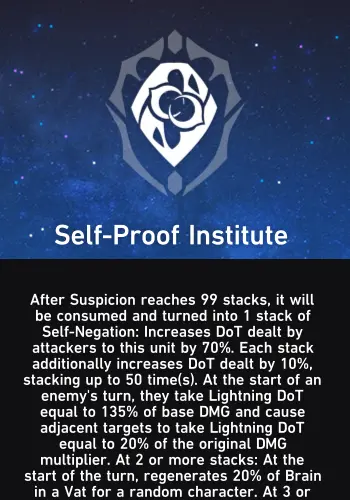 Self-Proof Institute
After Suspicion reaches 99 stacks, it will
be consumed and turned into 1 stack of
Self-Negation: Increases DoT dealt by
attackers to this unit by 70%. Each stack
additionally increases DoT dealt by 10%,
stacking up to 50 time(s). At the start of an
enemy's turn, they take Lightning DoT
equal to 135% of base DMG and cause
adjacent targets to take Lightning DoT
equal to 20% of the original DMG
multiplier. At 2 or more stacks: At the
start of the turn, regenerates 20% of Brain
in a Vat for a random character. At 3 or